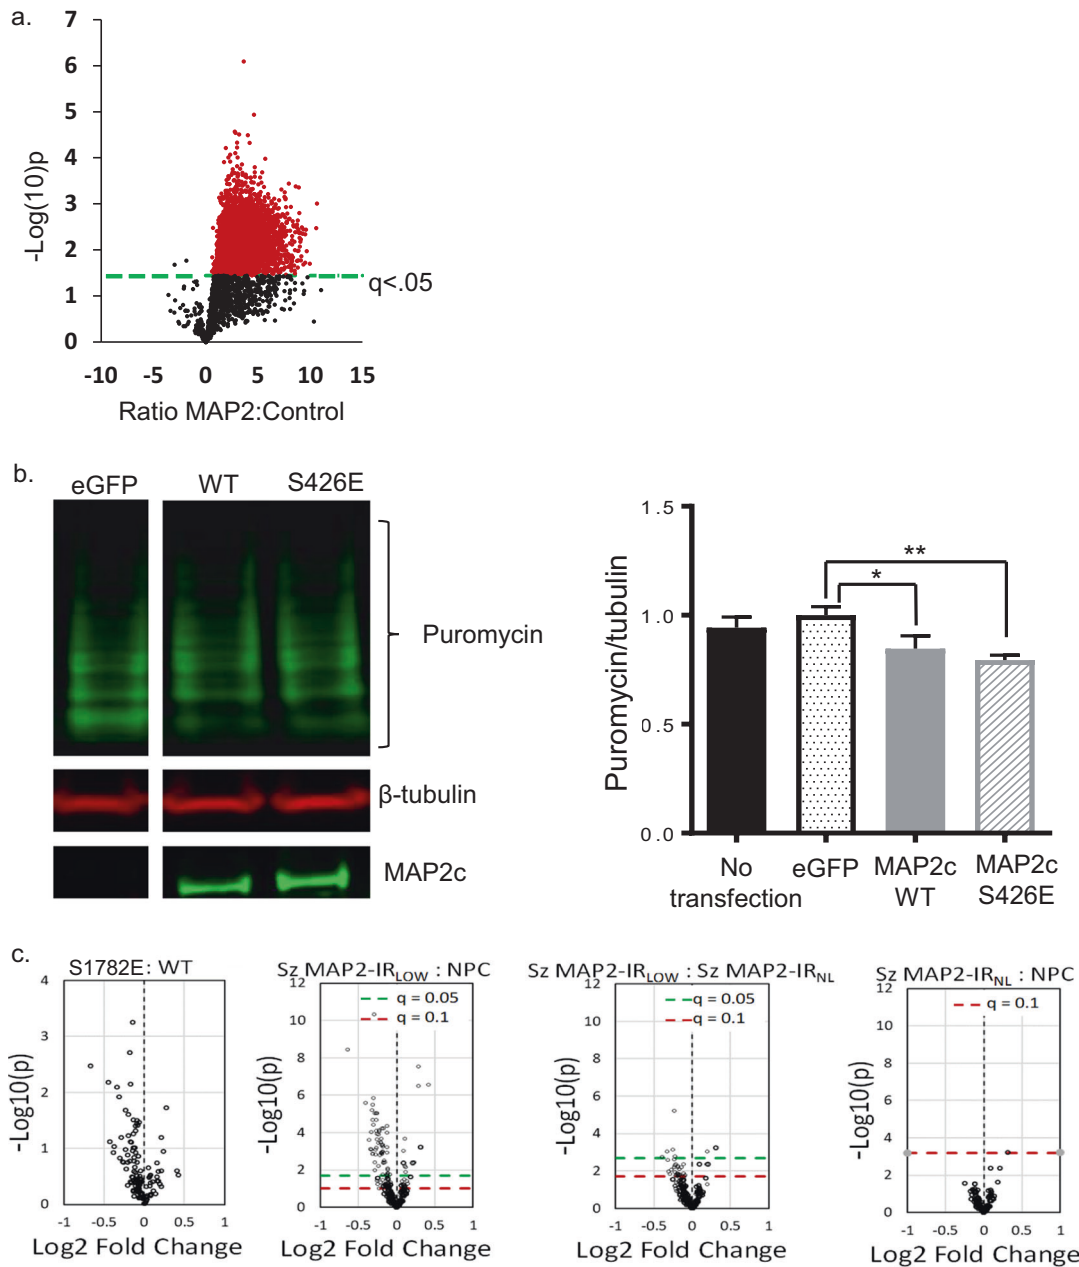 a.
7
6
5
4
3
2
1
0
-Log(10)p
q<.05
-10 -5 0 5 10 15
Ratio MAP2:Control
b.
eGFP WT S426E
Puromycin
β-tubulin
MAP2c
1.5
1.0
0.5
0.0
Puromycin/tubulin
**
*
No transfection
eGFP
MAP2c WT
MAP2c S426E
c.
S1782E: WT
4
3
2
1
0
-Log10(p)
-1 -0.5 0 0.5 1
Log2 Fold Change
Sz MAP2-IRLOW : NPC
q = 0.05
q = 0.1
12
10
8
6
4
2
0
-Log10(p)
-1 -0.5 0 0.5 1
Log2 Fold Change
Sz MAP2-IRLOW : Sz MAP2-IRNL
q = 0.05
q = 0.1
12
10
8
6
4
2
0
-Log10(p)
-1 -0.5 0 0.5 1
Log2 Fold Change
Sz MAP2-IRNL : NPC
q = 0.1
12
10
8
6
4
2
0
-Log10(p)
-1 -0.5 0 0.5 1
Log2 Fold Change